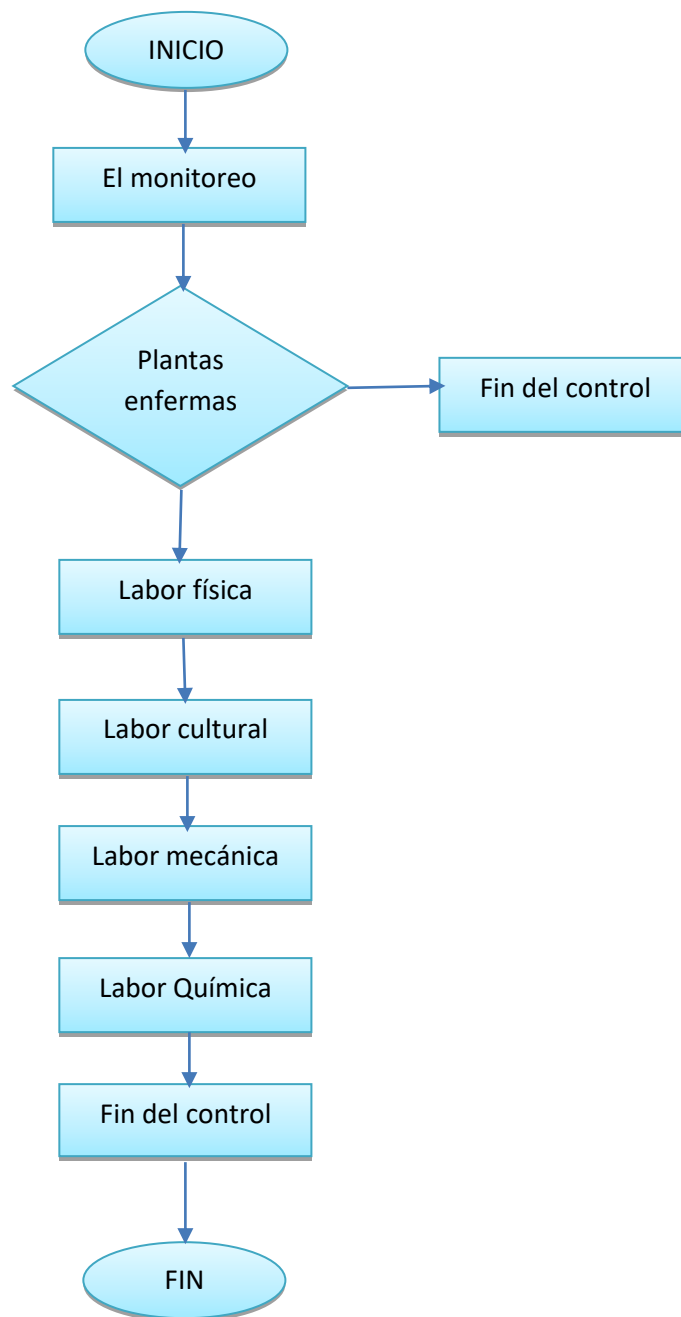 INICIO
El monitoreo
Plantas
enfermas
Fin del control
Labor física
Labor cultural
Labor mecánica
Labor Química
Fin del control
FIN